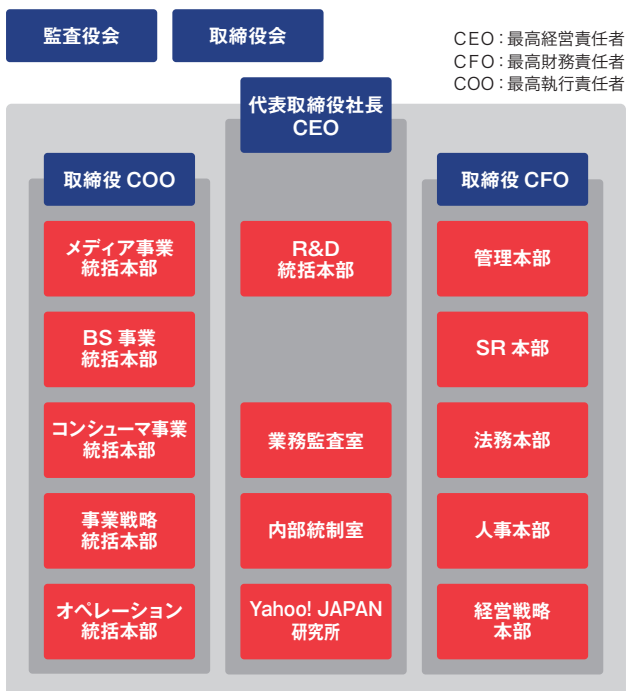 監査役会
取締役会
CEO：最高経営責任者
CFO：最高財務責任者
COO：最高執行責任者
代表取締役社長
CEO
取締役 COO
メディア事業
統括本部
BS 事業
統括本部
コンシューマ事業
統括本部
事業戦略
統括本部
オペレーション
統括本部
R&D
統括本部
業務監査室
内部統制室
Yahoo! JAPAN
研究所
取締役 CFO
管理本部
SR 本部
法務本部
人事本部
経営戦略
本部